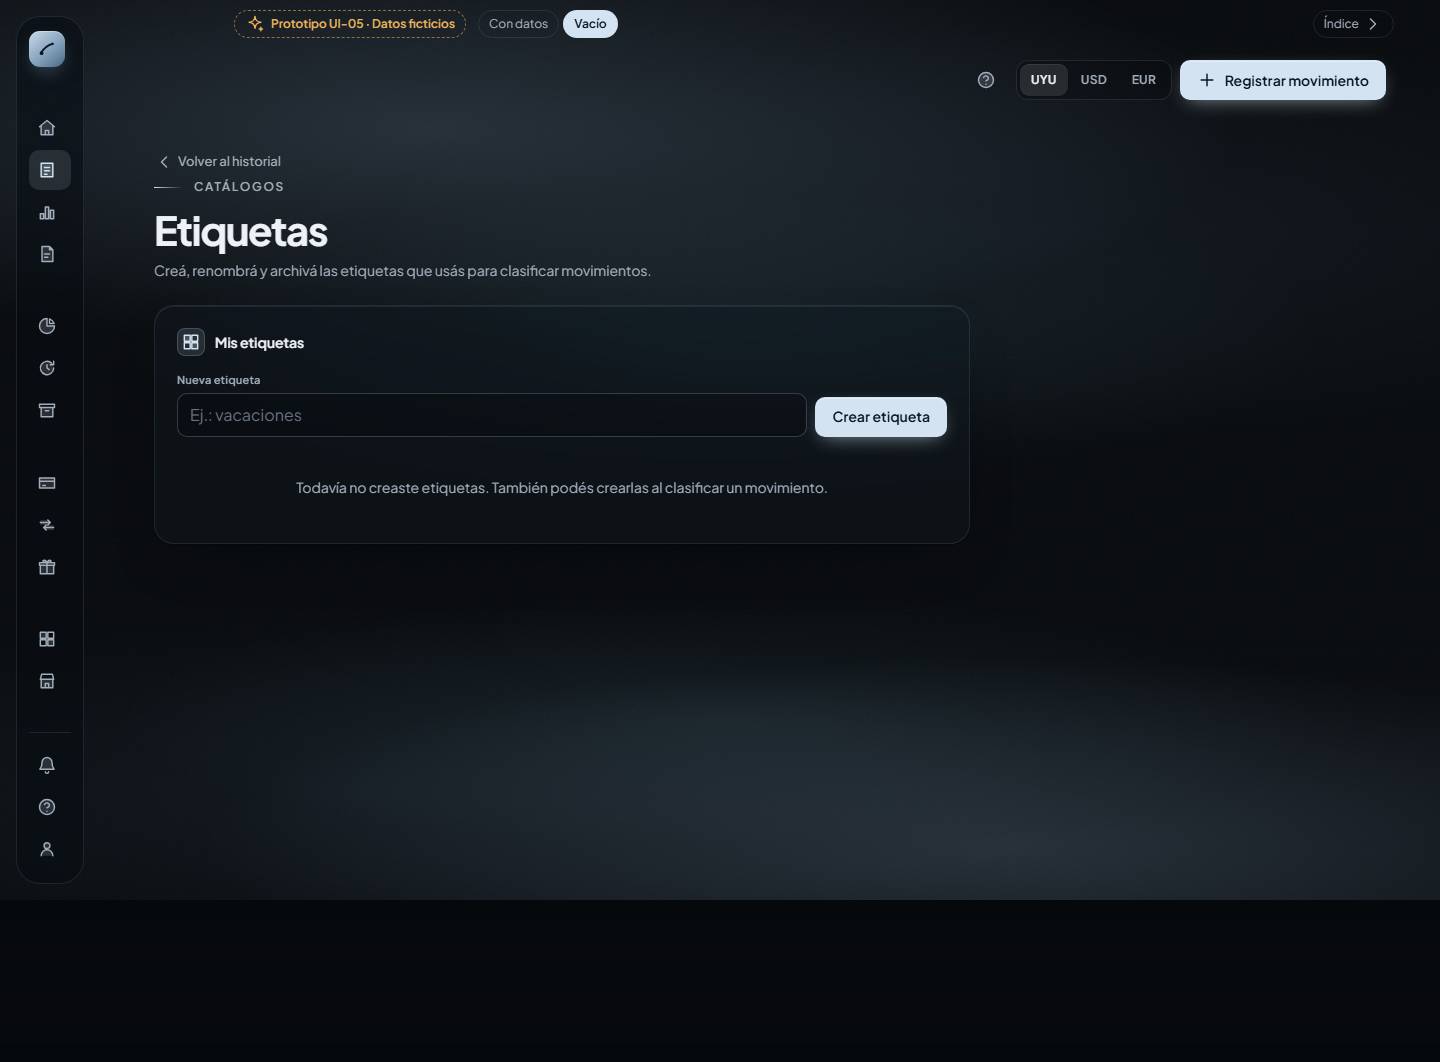 Prototipo UI-05 · Datos ficticios
Con datos
Vacío
Índice
UYU
USD
EUR
Registrar movimiento
Volver al historial
CATÁLOGOS
Etiquetas
Creá, renombrá y archivá las etiquetas que usás para clasificar movimientos.
Mis etiquetas
Nueva etiqueta
Ej.: vacaciones
Crear etiqueta
Todavía no creaste etiquetas. También podés crearlas al clasificar un movimiento.